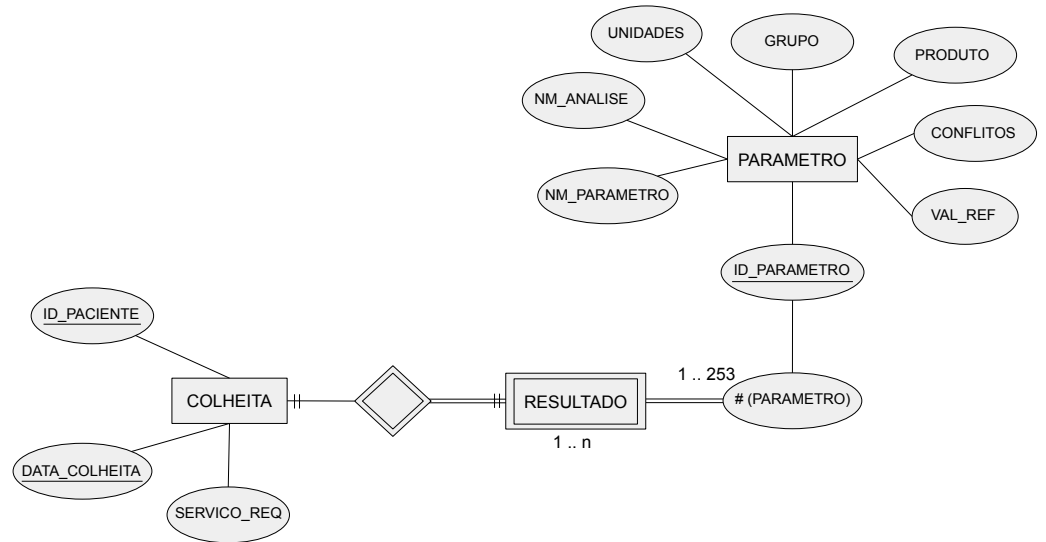 UNIDADES
GRUPO
PRODUTO
NM_ANALISE
CONFLITOS
PARAMETRO
NM_PARAMETRO
VAL_REF
ID_PARAMETRO
ID_PACIENTE
1 .. 253
COLHEITA
RESULTADO
# (PARAMETRO)
1 .. n
DATA_COLHEITA
SERVICO_REQ